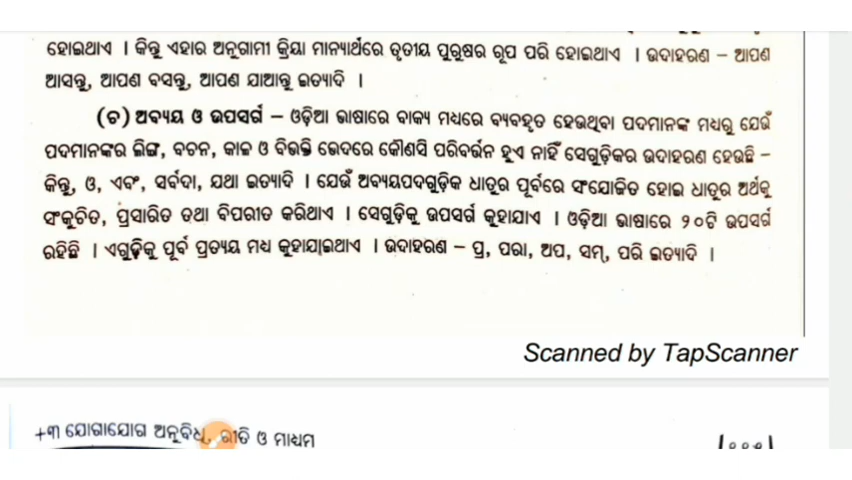 ହୋଇଥାଏ । କିନ୍ତୁ ଏହାର ଅନୁଗାମୀ କ୍ରିୟା ମାନ୍ୟାର୍ଥରେ ତୃତୀୟ ପୁରୁଷର ରୂପ ପରି ହୋଇଥାଏ । ଉଦାହରଣ – ଆପଣ
ଆସନ୍ତୁ, ଆପଣ ବସନ୍ତୁ, ଆପଣ ଯାଆନ୍ତୁ ଇତ୍ୟାଦି ।
(ଚ) ଅବ୍ୟୟ ଓ ଉପସର୍ଗ – ଓଡ଼ିଆ ଭାଷାରେ ବାକ୍ୟ ମଧ୍ୟରେ ବ୍ୟବହୃତ ହେଉଥିବା ପଦମାନଙ୍କ ମଧ୍ୟରୁ ଯେଉଁ
ପଦମାନଙ୍କର ଲିଙ୍ଗ, ବଚନ, କାଳ ଓ ବିଭକ୍ତି ଭେଦରେ କୌଣସି ପରିବର୍ତ୍ତନ ହୁଏ ନାହିଁ ସେଗୁଡ଼ିକର ଉଦାହରଣ ହେଉଛି –
କିନ୍ତୁ, ଓ, ଏବଂ, ସର୍ବଦା, ଯଥା ଇତ୍ୟାଦି । ଯେଉଁ ଅବ୍ୟୟପଦଗୁଡ଼ିକ ଧାତୁର ପୂର୍ବରେ ସଂଯୋଜିତ ହୋଇ ଧାତୁର ଅର୍ଥକୁ
ସଂକୁଚିତ, ପ୍ରସାରିତ ତଥା ବିପରୀତ କରିଥାଏ । ସେଗୁଡ଼ିକୁ ଉପସର୍ଗ କୁହାଯାଏ । ଓଡ଼ିଆ ଭାଷାରେ ୨୦ଟି ଉପସର୍ଗ
ରହିଛି । ଏଗୁଡ଼ିକୁ ପୂର୍ବ ପ୍ରତ୍ୟୟ ମଧ୍ୟ କୁହାଯାଇଥାଏ । ଉଦାହରଣ – ପ୍ର, ପରା, ଅପ, ସମ୍, ପରି ଇତ୍ୟାଦି ।
Scanned by TapScanner
+୩ ଯୋଗାଯୋଗ ଅନୁବିଧି, ରୀତି ଓ ମାଧ୍ୟମ